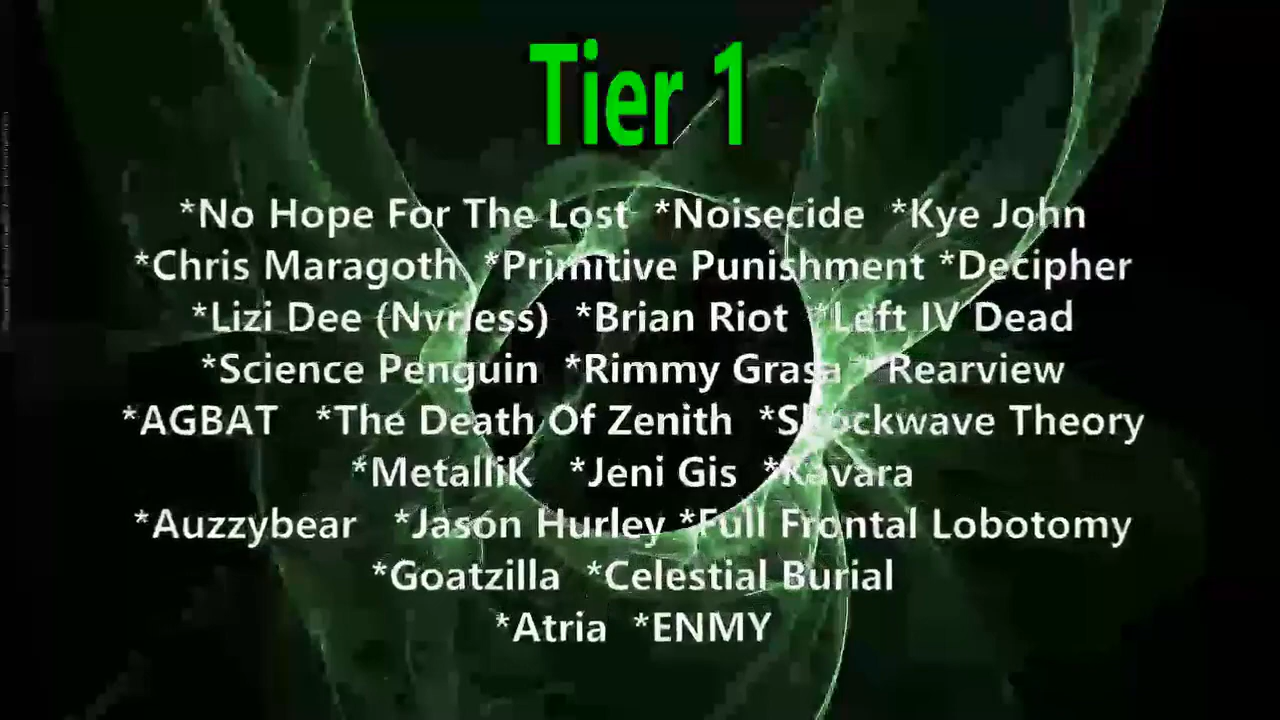 Tier 1
*No Hope For The Lost *Noisecide *Kye John
*Chris Maragoth *Primitive Punishment *Decipher
*Lizi Dee (Nvrless) *Brian Riot *Left IV Dead
*Science Penguin *Rimmy Grasa *Rearview
*AGBAT *The Death Of Zenith *Shockwave Theory
*MetalliK *Jeni Gis *Kavara
*Auzzybear *Jason Hurley *Full Frontal Lobotomy
*Goatzilla *Celestial Burial
*Atria *ENMY